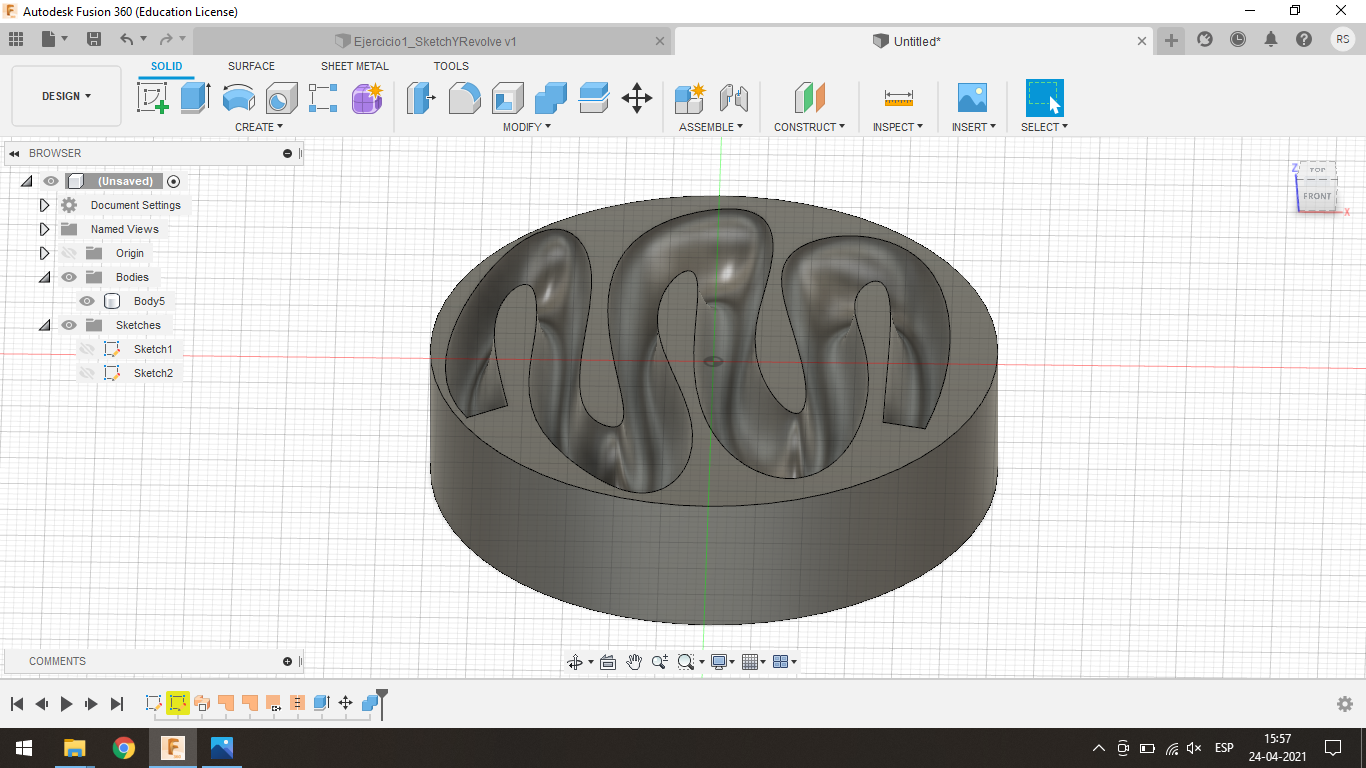 Autodesk Fusion 360 (Education License)
Ejercicio1_SketchYRevolve v1
Untitled*
RS
SOLID SURFACE SHEET METAL TOOLS
DESIGN
CREATE MODIFY ASSEMBLE CONSTRUCT INSPECT INSERT SELECT
BROWSER
(Unsaved)
Document Settings
Named Views
Origin
Bodies
Body5
Sketches
Sketch1
Sketch2
Z
TOP
FRONT
X
COMMENTS
ESP
15:57
24-04-2021